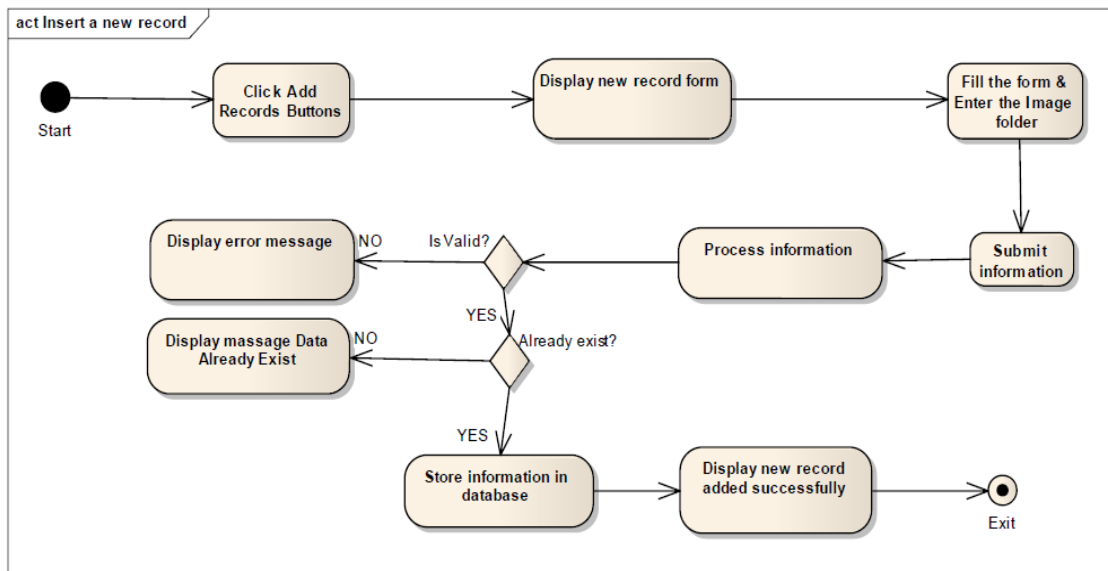 act Insert a new record
Start
Click Add
Records Buttons
Display new record form
Fill the form &
Enter the Image
folder
Submit
information
Process information
Is Valid?
NO
Display error message
YES
Already exist?
NO
Display massage Data
Already Exist
YES
Store information in
database
Display new record
added successfully
Exit